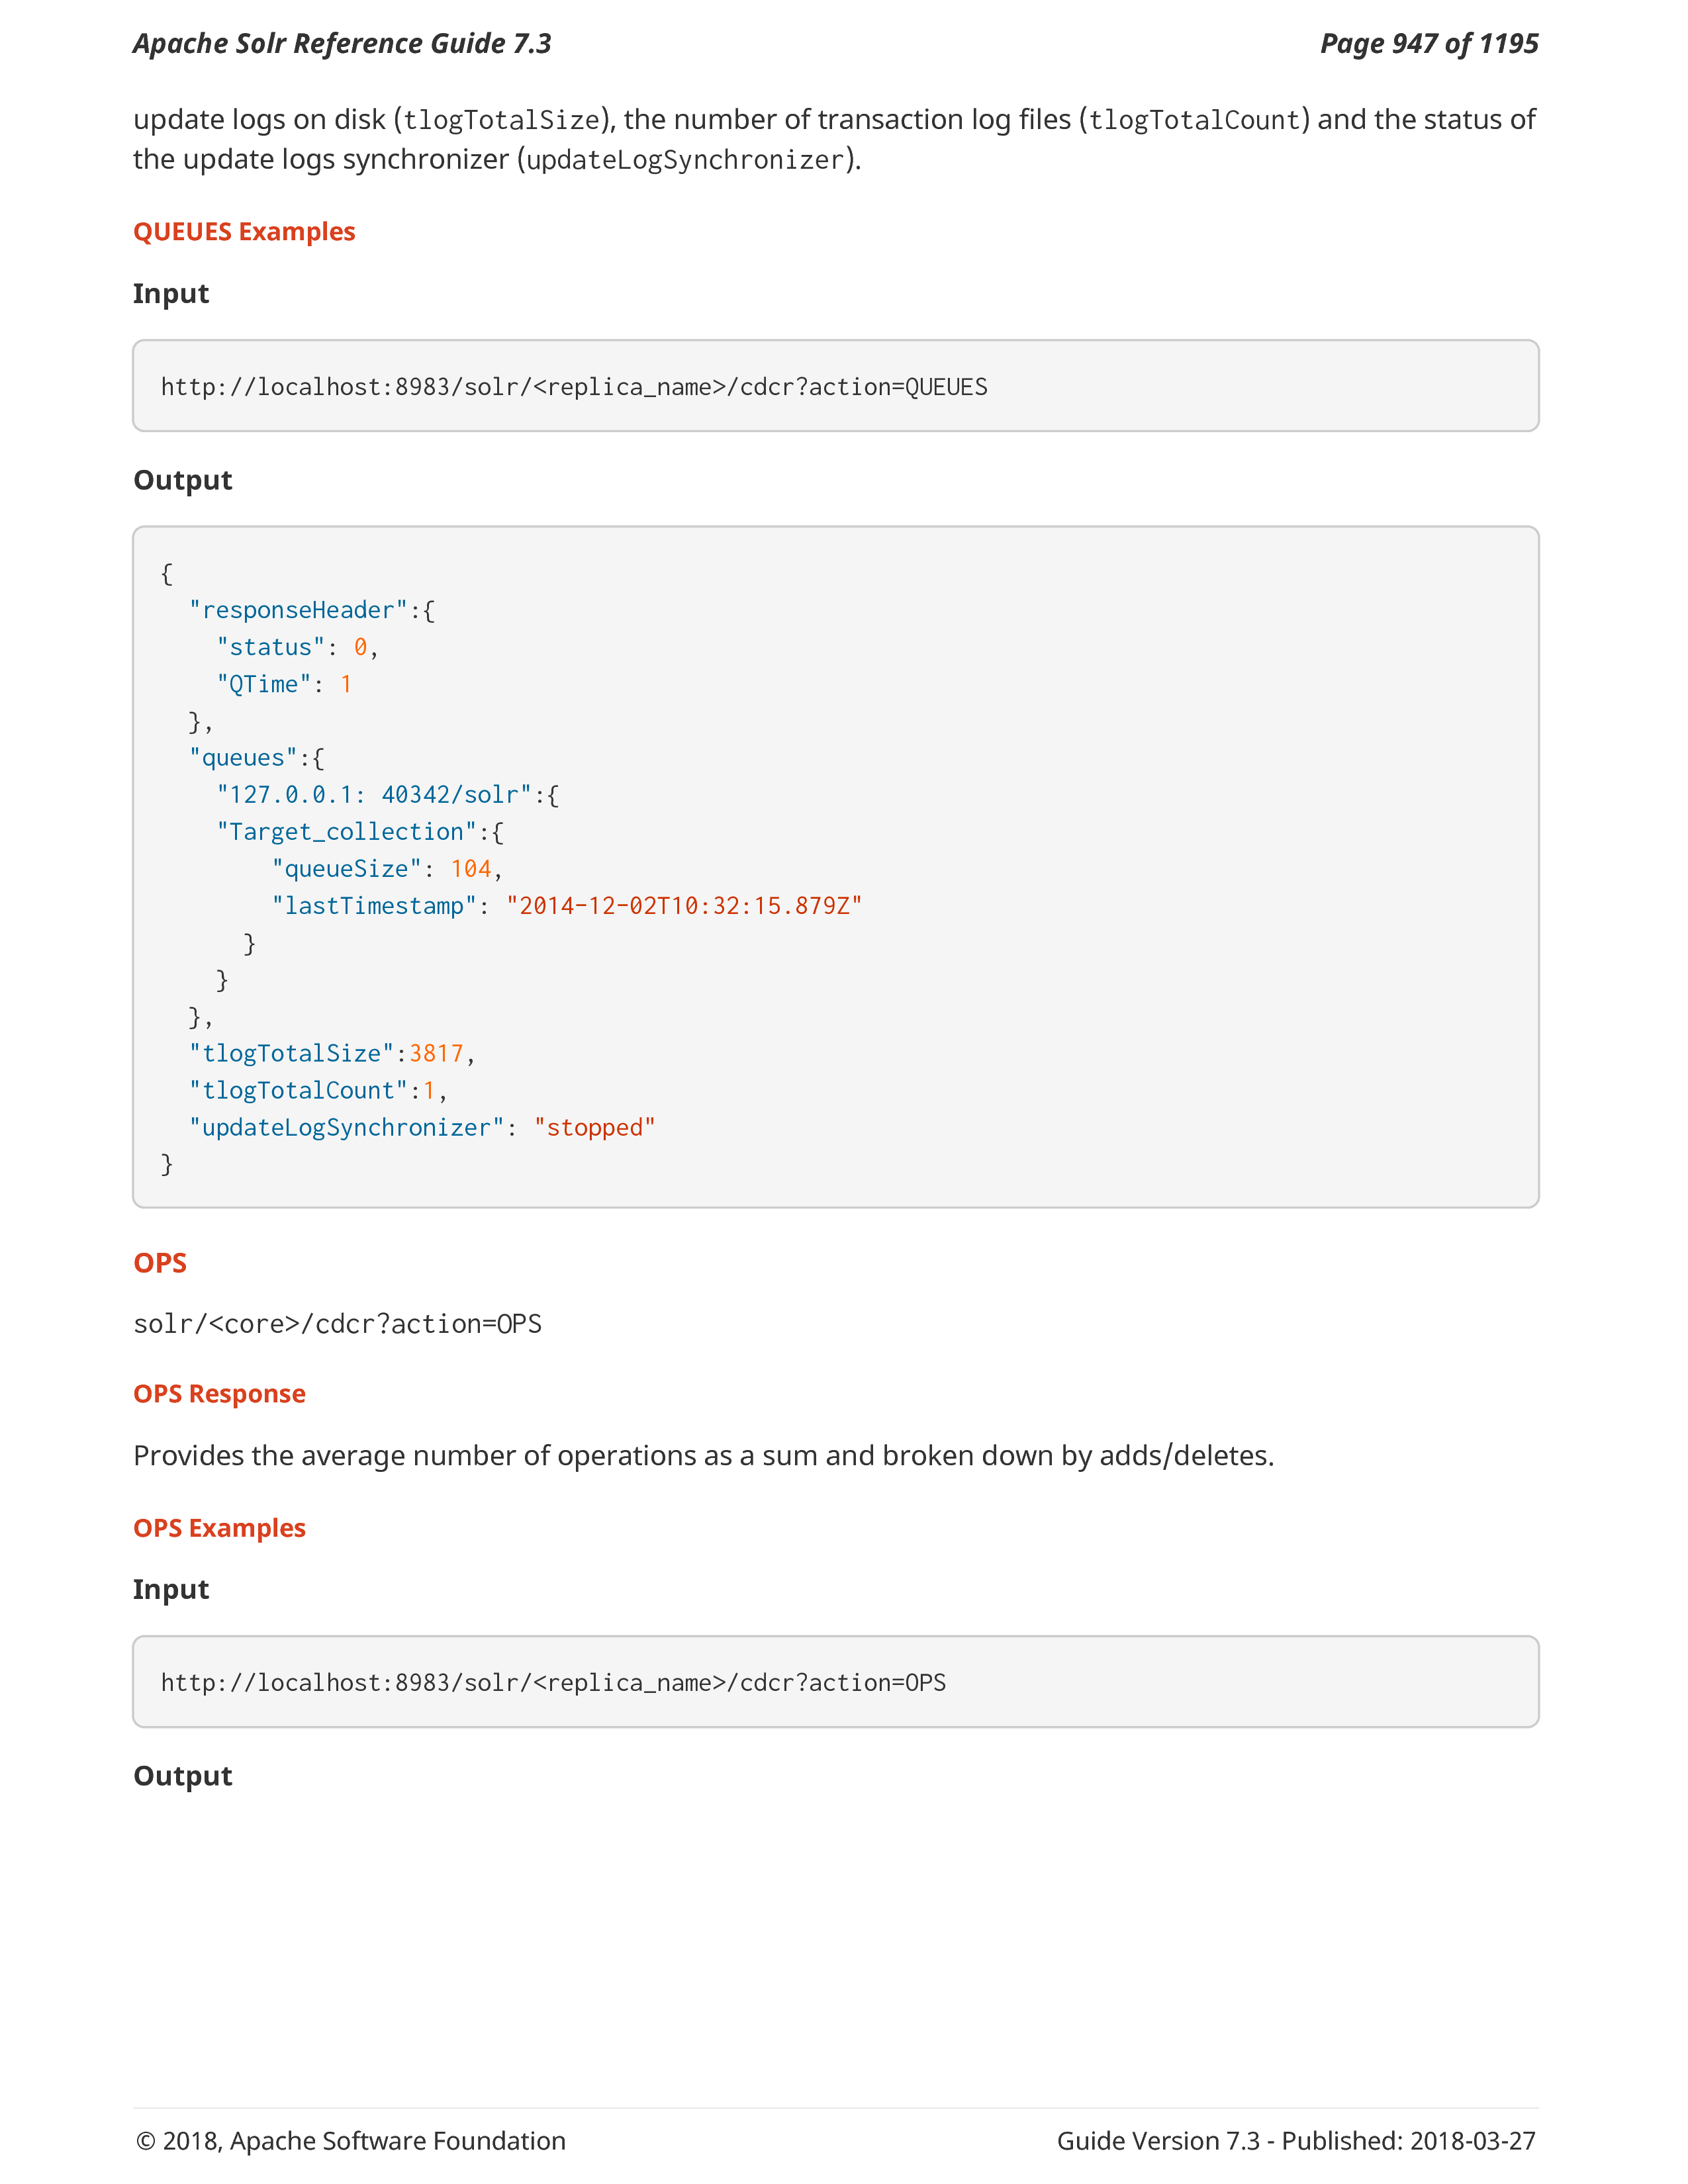 Apache Solr Reference Guide 7.3 Page 947 of 1195
update logs on disk (tlogTotalSize), the number of transaction log files (tlogTotalCount) and the status of
the update logs synchronizer (updateLogSynchronizer).
QUEUES Examples
Input
http://localhost:8983/solr/<replica_name>/cdcr?action=QUEUES
Output
{
  "responseHeader":{
    "status": 0,
    "QTime": 1
  },
  "queues":{
    "127.0.0.1: 40342/solr":{
    "Target_collection":{
        "queueSize": 104,
        "lastTimestamp": "2014-12-02T10:32:15.879Z"
      }
    }
  },
  "tlogTotalSize":3817,
  "tlogTotalCount":1,
  "updateLogSynchronizer": "stopped"
}
OPS
solr/<core>/cdcr?action=OPS
OPS Response
Provides the average number of operations as a sum and broken down by adds/deletes.
OPS Examples
Input
http://localhost:8983/solr/<replica_name>/cdcr?action=OPS
Output
© 2018, Apache Software Foundation Guide Version 7.3 - Published: 2018-03-27